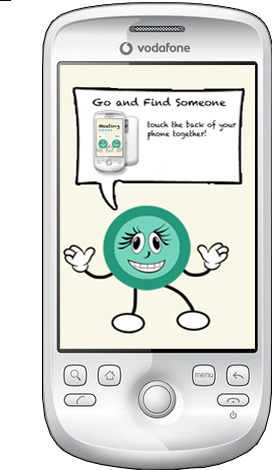 vodafone
Go and Find Someone
Meeting
touch the back of your
phone together!
menu